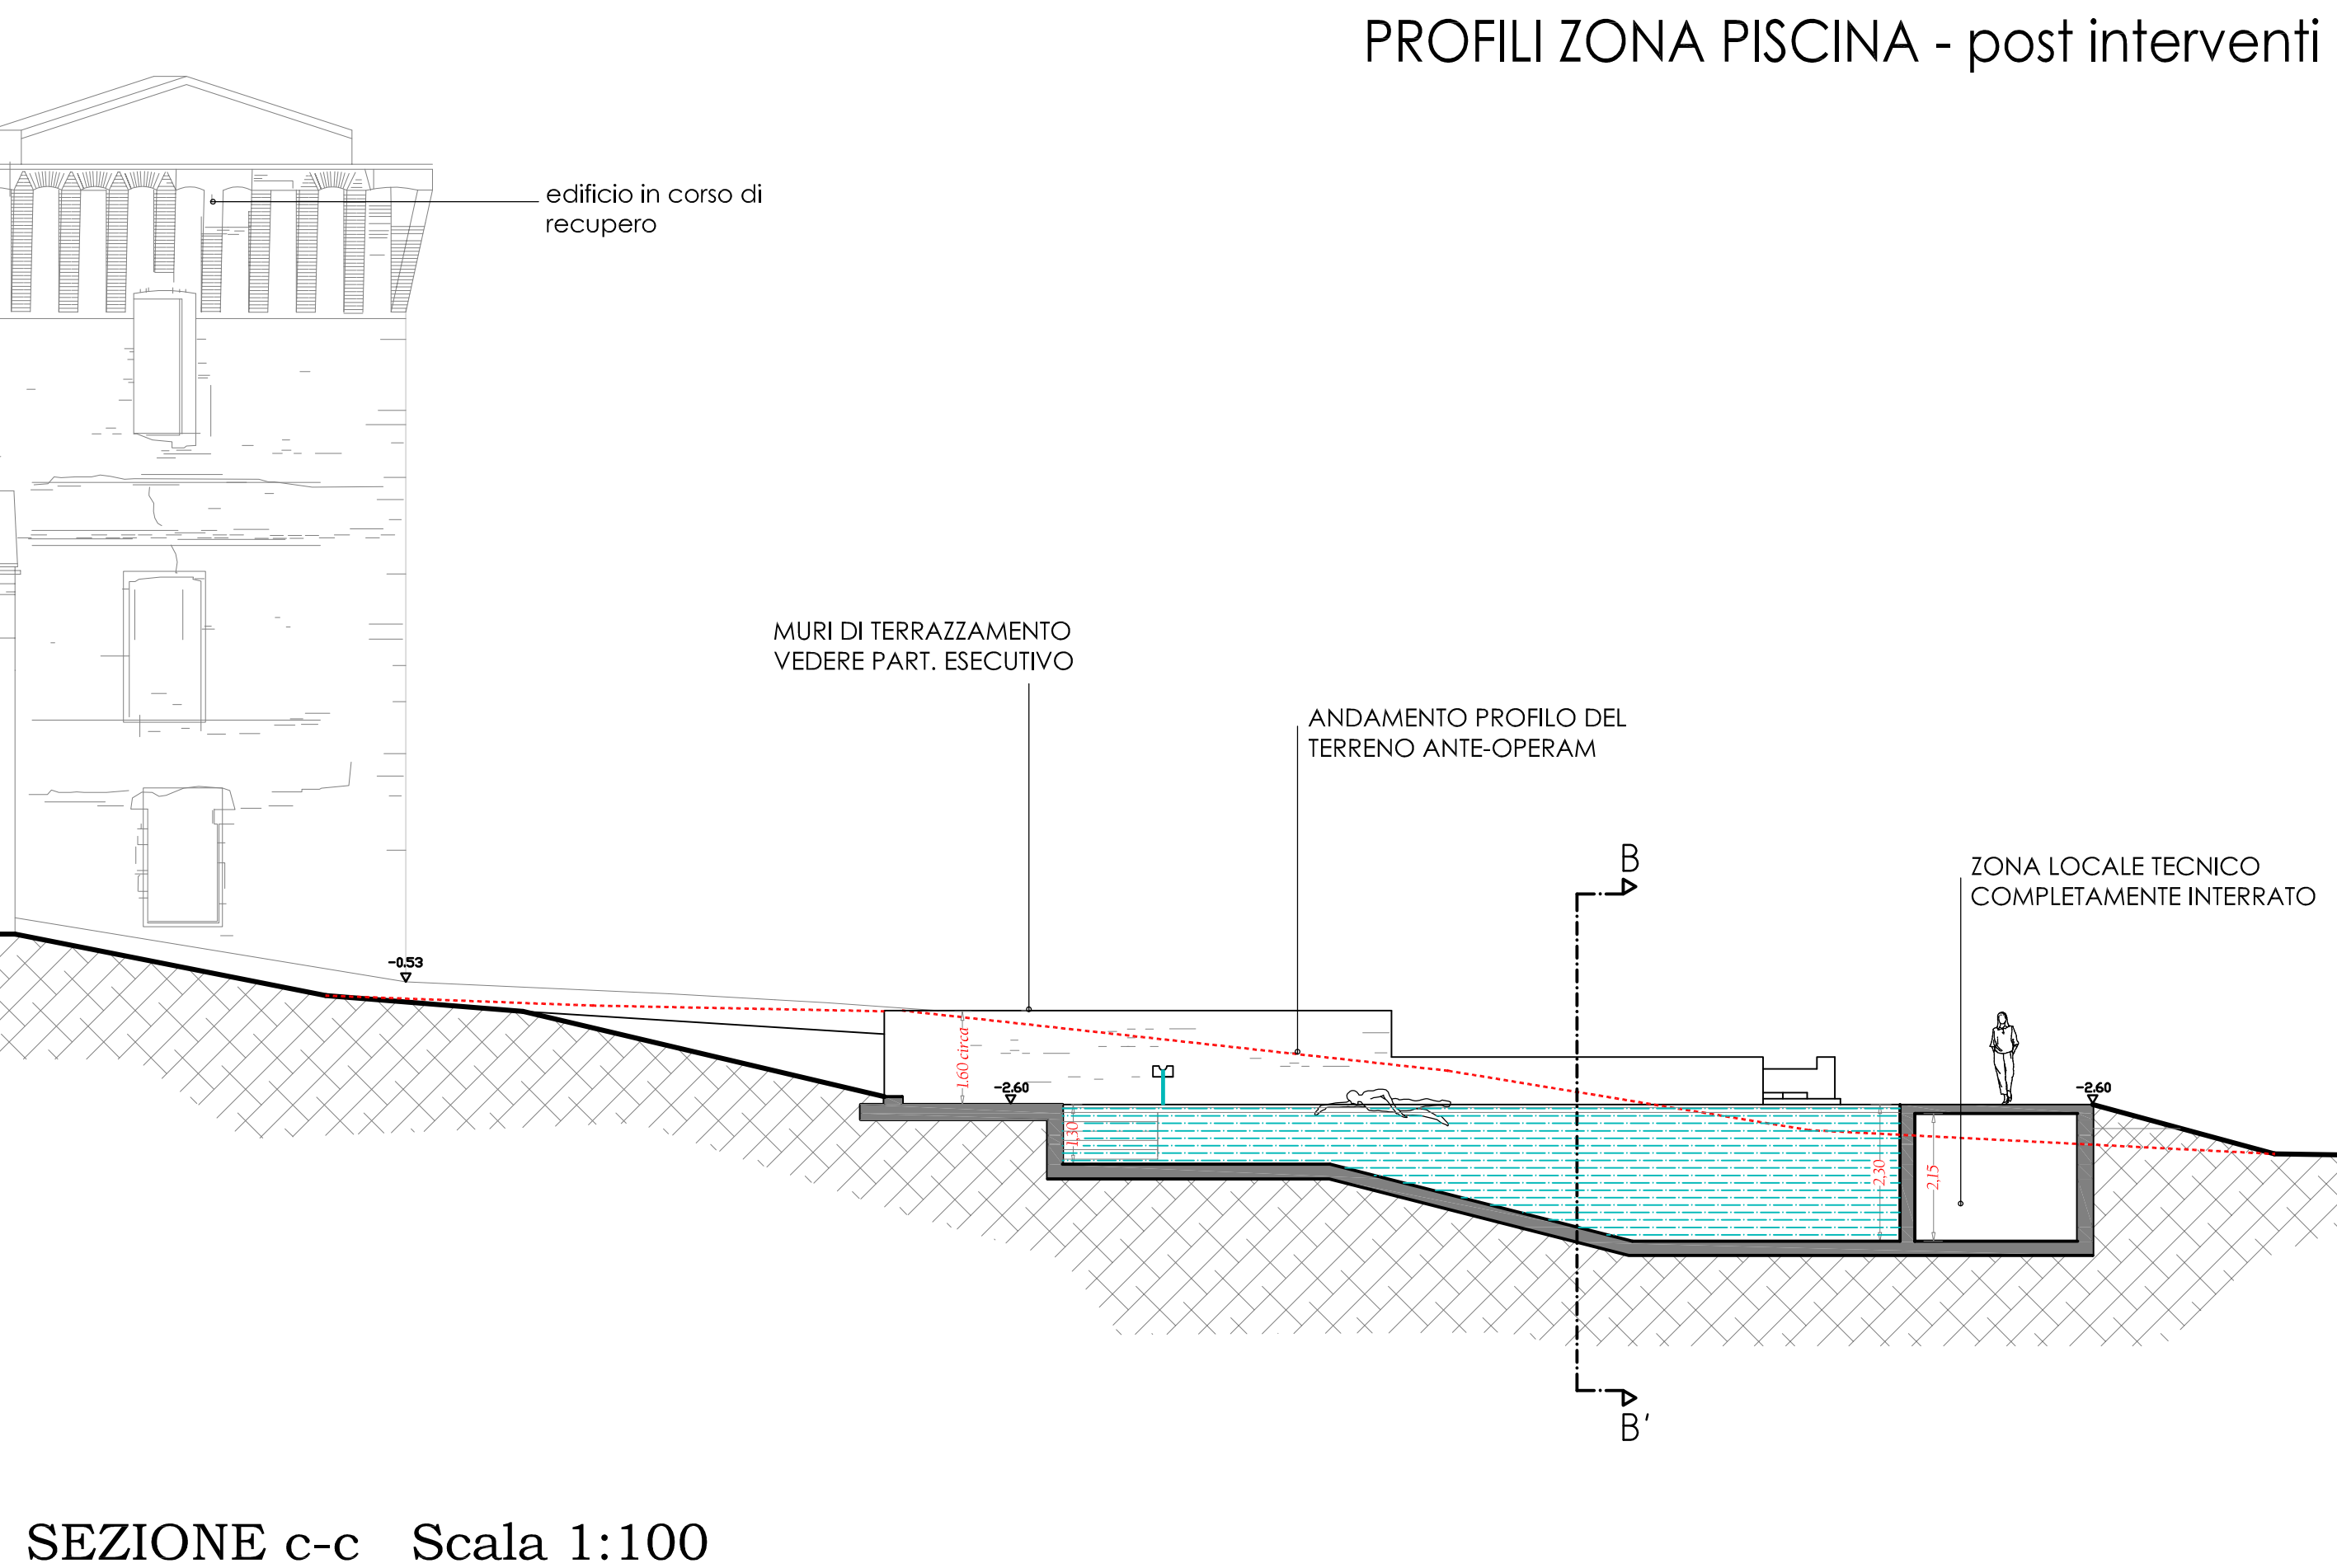 PROFILI ZONA PISCINA - post interventi
edificio in corso di
recupero
MURI DI TERRAZZAMENTO
VEDERE PART. ESECUTIVO
ANDAMENTO PROFILO DEL
TERRENO ANTE-OPERAM
B
ZONA LOCALE TECNICO
COMPLETAMENTE INTERRATO
-0.53
1.60 circa
-2.60
-2.60
1,30
2,30
2,15
B'
SEZIONE c-c Scala 1:100